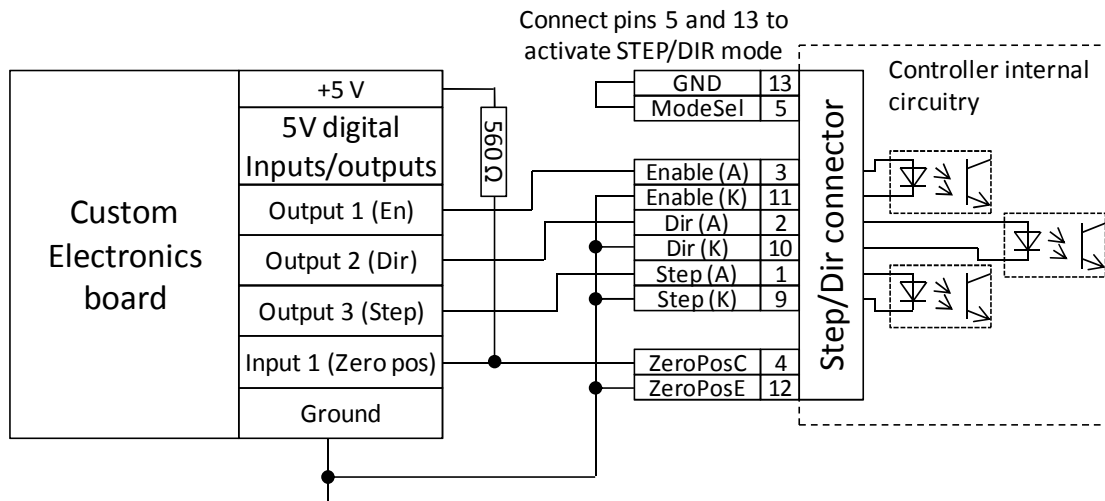 Connect pins 5 and 13 to
activate STEP/DIR mode
Custom
Electronics
board
+5 V
5V digital
Inputs/outputs
Output 1 (En)
Output 2 (Dir)
Output 3 (Step)
Input 1 (Zero pos)
Ground
560 Ω
GND 13
ModeSel 5
Enable (A) 3
Enable (K) 11
Dir (A) 2
Dir (K) 10
Step (A) 1
Step (K) 9
ZeroPosC 4
ZeroPosE 12
Step/Dir connector
Controller internal
circuitry